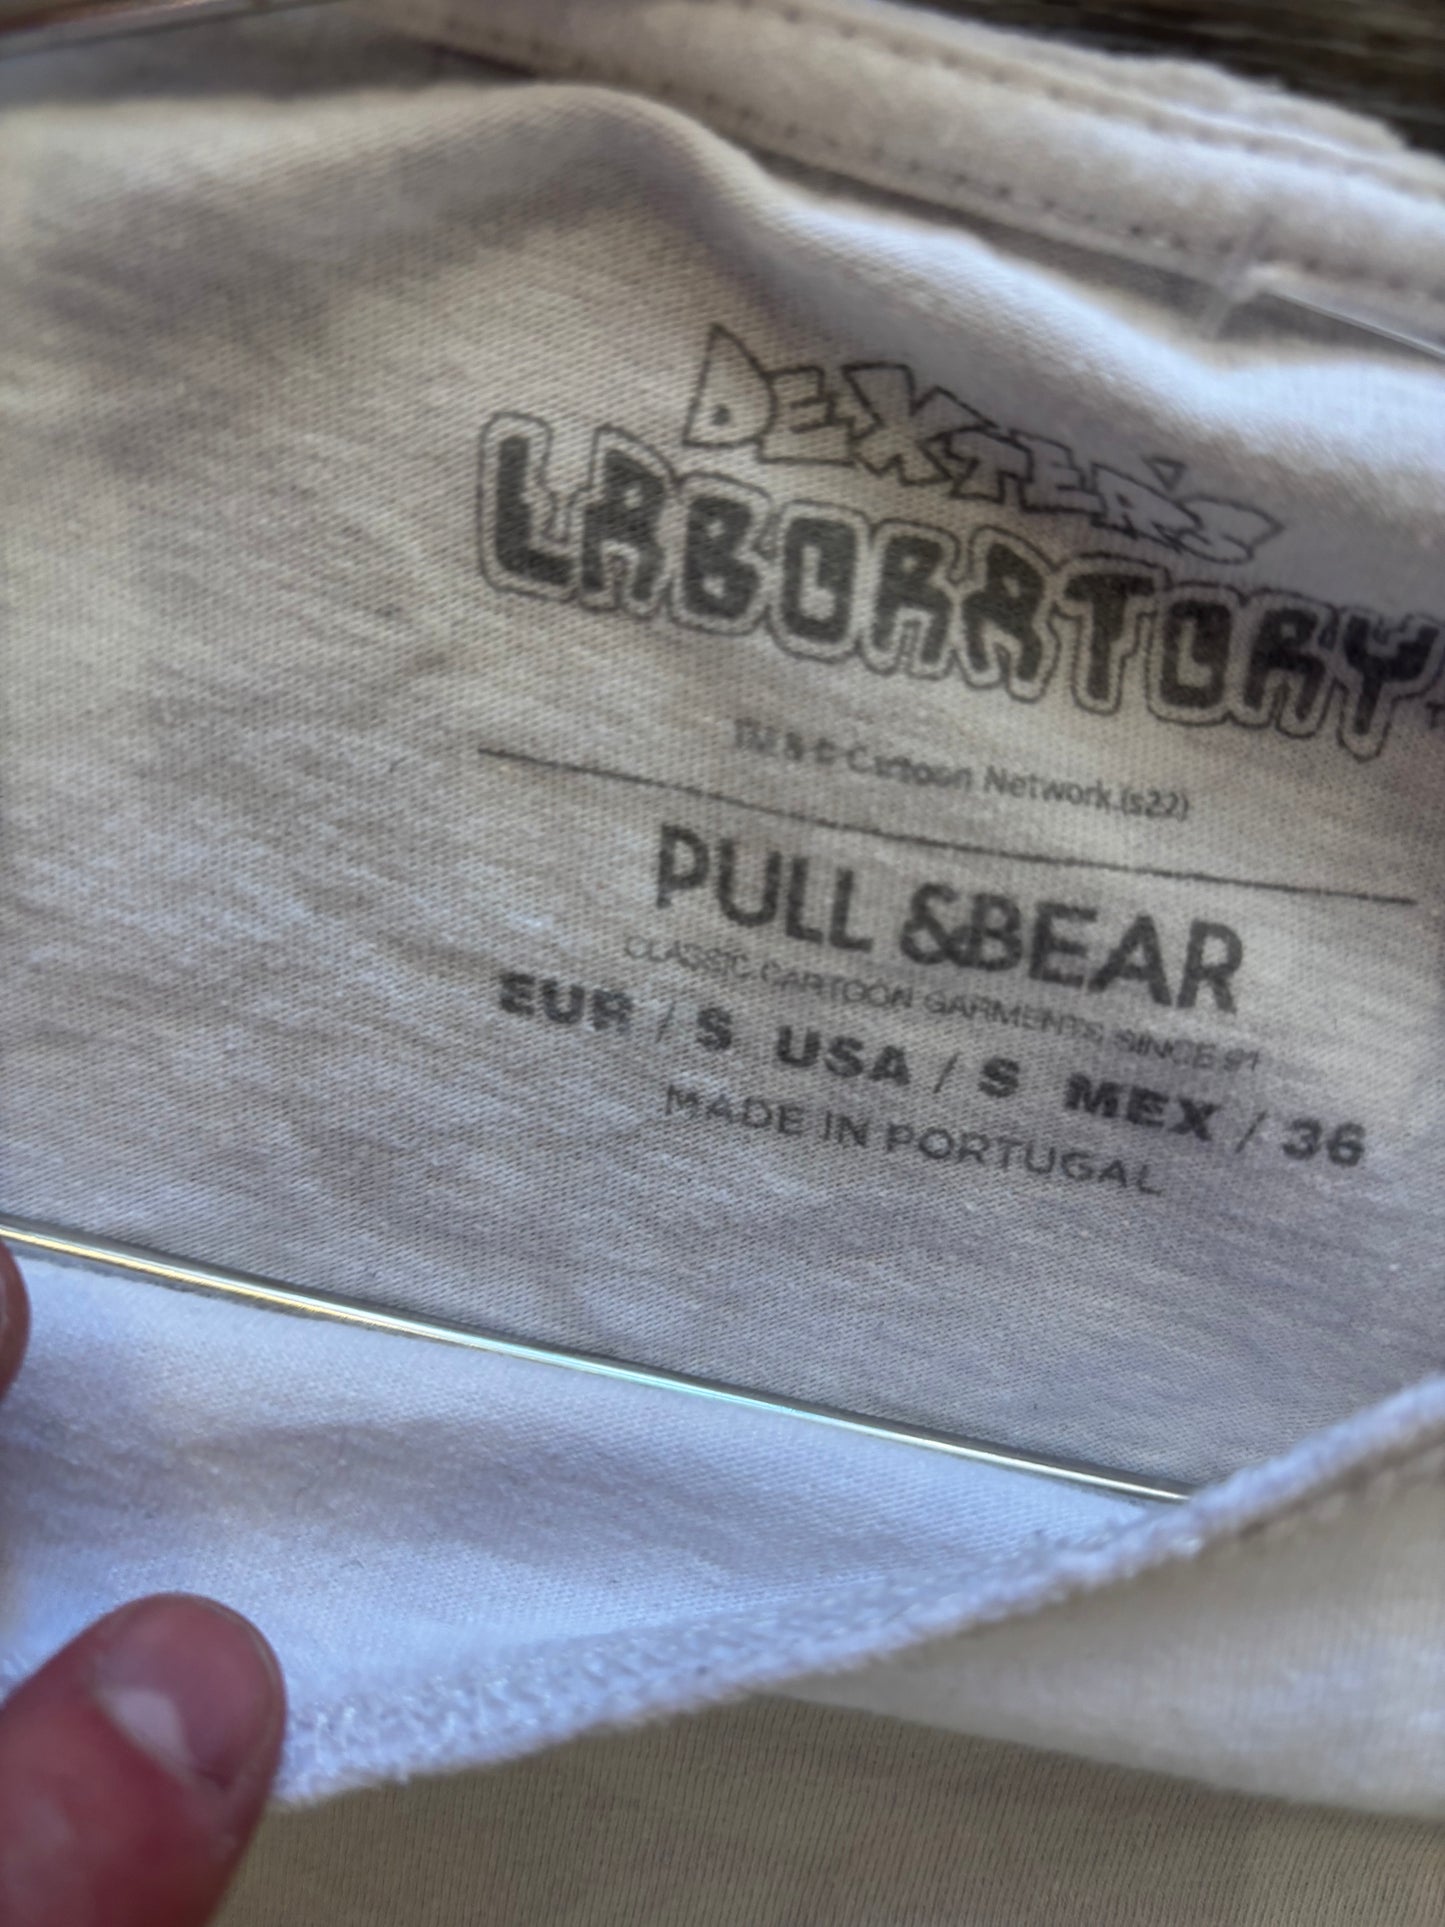 DEXTER'S
LABORATORY
TM & © Cartoon Network.(s22)
PULL &BEAR
CLASSIC CARTOON GARMENTS SINCE 91
EUR / S USA / S MEX / 36
MADE IN PORTUGAL